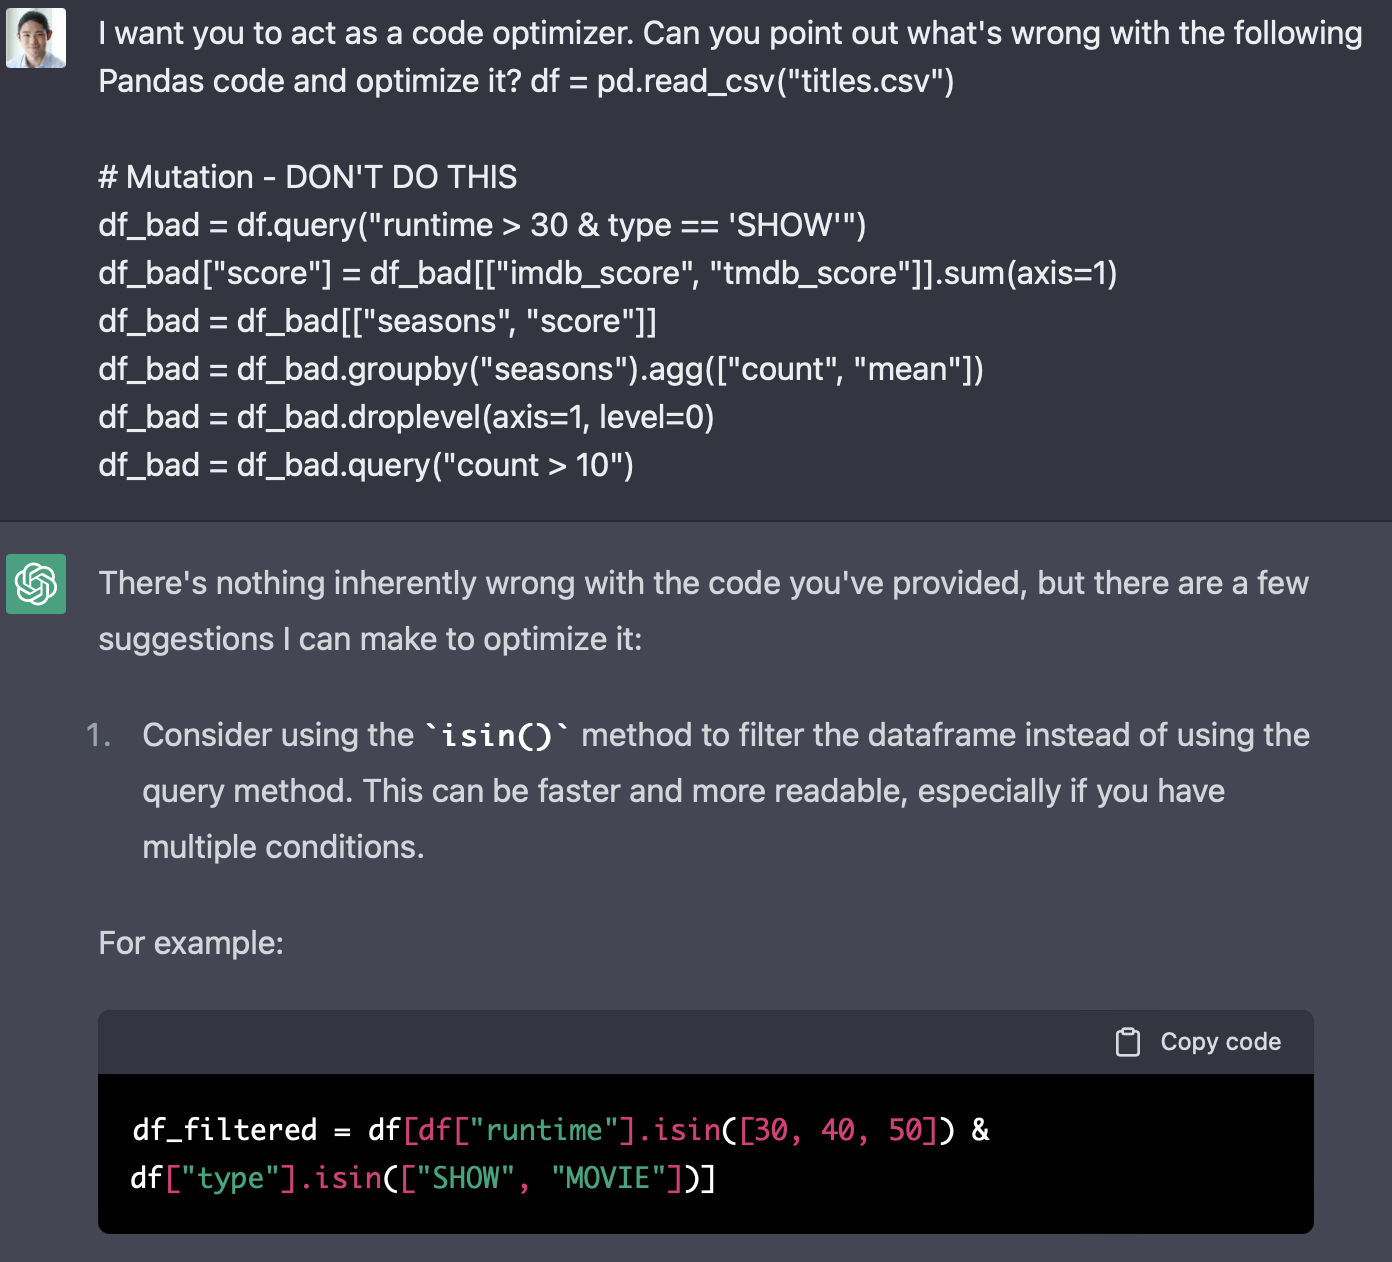 I want you to act as a code optimizer. Can you point out what's wrong with the following
Pandas code and optimize it? df = pd.read_csv("titles.csv")
# Mutation - DON'T DO THIS
df_bad = df.query("runtime > 30 & type == 'SHOW'")
df_bad["score"] = df_bad[["imdb_score", "tmdb_score"]].sum(axis=1)
df_bad = df_bad[["seasons", "score"]]
df_bad = df_bad.groupby("seasons").agg(["count", "mean"])
df_bad = df_bad.droplevel(axis=1, level=0)
df_bad = df_bad.query("count > 10")
There's nothing inherently wrong with the code you've provided, but there are a few
suggestions I can make to optimize it:
1. Consider using the `isin()` method to filter the dataframe instead of using the
query method. This can be faster and more readable, especially if you have
multiple conditions.
For example:
Copy code
df_filtered = df[df["runtime"].isin([30, 40, 50]) &
df["type"].isin(["SHOW", "MOVIE"])]